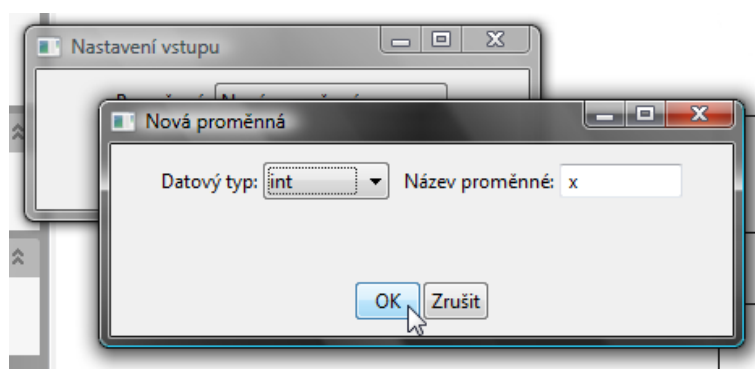 Nastavení vstupu
Nová proměnná
Datový typ: int Název proměnné: x
OK Zrušit